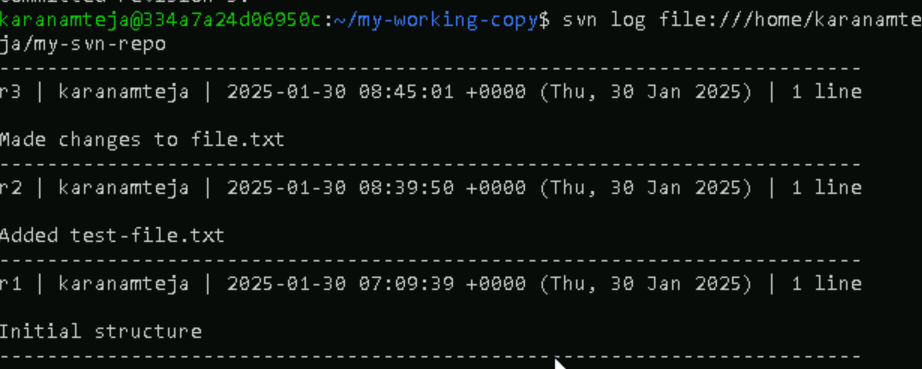 karanamteja@334a7a24d06950c:~/my-working-copy$ svn log file:///home/karanamte
ja/my-svn-repo
------------------------------------------------------------------------
r3 | karanamteja | 2025-01-30 08:45:01 +0000 (Thu, 30 Jan 2025) | 1 line
Made changes to file.txt
------------------------------------------------------------------------
r2 | karanamteja | 2025-01-30 08:39:50 +0000 (Thu, 30 Jan 2025) | 1 line
Added test-file.txt
------------------------------------------------------------------------
r1 | karanamteja | 2025-01-30 07:09:39 +0000 (Thu, 30 Jan 2025) | 1 line
Initial structure
------------------------------------------------------------------------